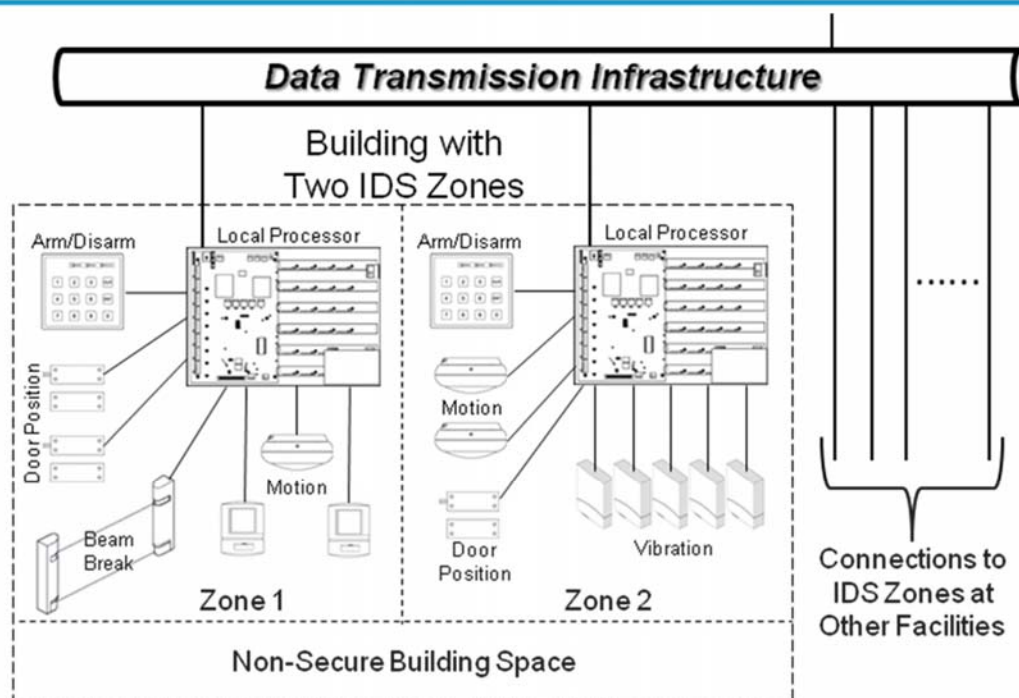 Data Transmission Infrastructure
Building with
Two IDS Zones
Arm/Disarm
Local Processor
Door Position
Motion
Beam
Break
Zone 1
Arm/Disarm
Local Processor
Motion
Door
Position
Vibration
Zone 2
Non-Secure Building Space
......
Connections to
IDS Zones at
Other Facilities